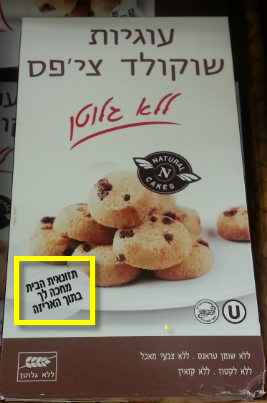 עוגיות
שוקולד צ׳יפס
ללא גלוטן
NATURAL
N
CAKES
תזונאית הבית
מחכה לך
בתוך האריזה
U
ללא שומן טראנס . ללא צבעי מאכל
ללא לקטוז . ללא קזאין
ללא גלוטן